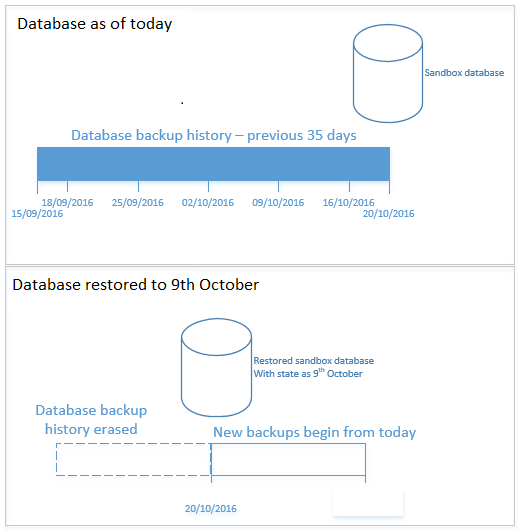 Database as of today
Sandbox database
Database backup history – previous 35 days
18/09/2016 25/09/2016 02/10/2016 09/10/2016 16/10/2016
15/09/2016 20/10/2016
Database restored to 9th October
Restored sandbox database
With state as 9th October
Database backup
history erased
New backups begin from today
20/10/2016